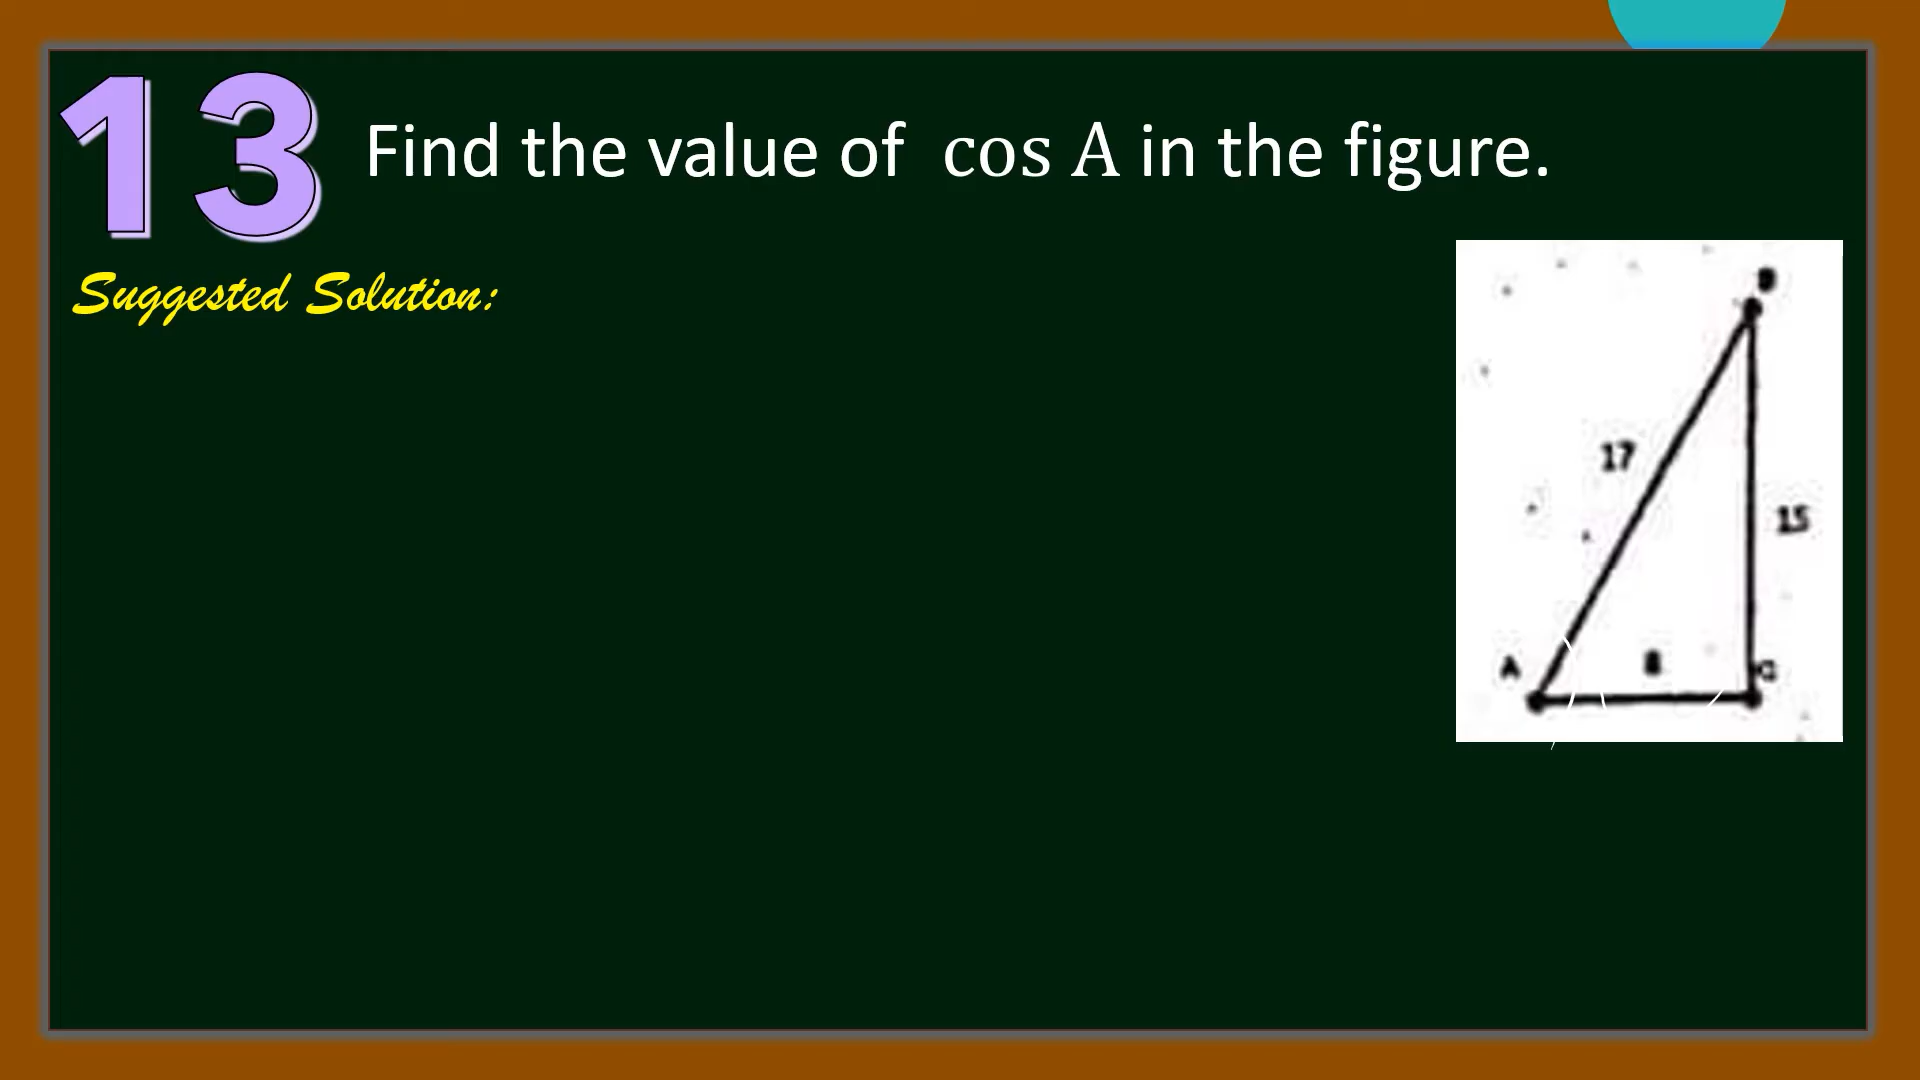 13
Find the value of cos A in the figure.
Suggested Solution:
17
15
A
8
C